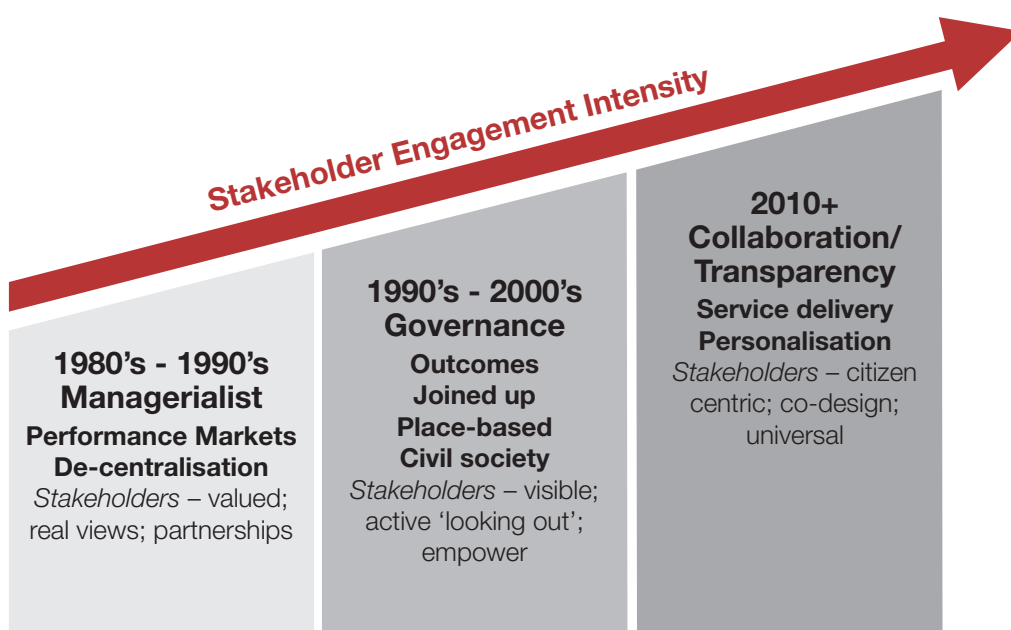 Stakeholder Engagement Intensity
1980’s - 1990’s
Managerialist
Performance Markets
De-centralisation
Stakeholders – valued;
real views; partnerships
1990’s - 2000’s
Governance
Outcomes
Joined up
Place-based
Civil society
Stakeholders – visible;
active ‘looking out’;
empower
2010+
Collaboration/
Transparency
Service delivery
Personalisation
Stakeholders – citizen
centric; co-design;
universal